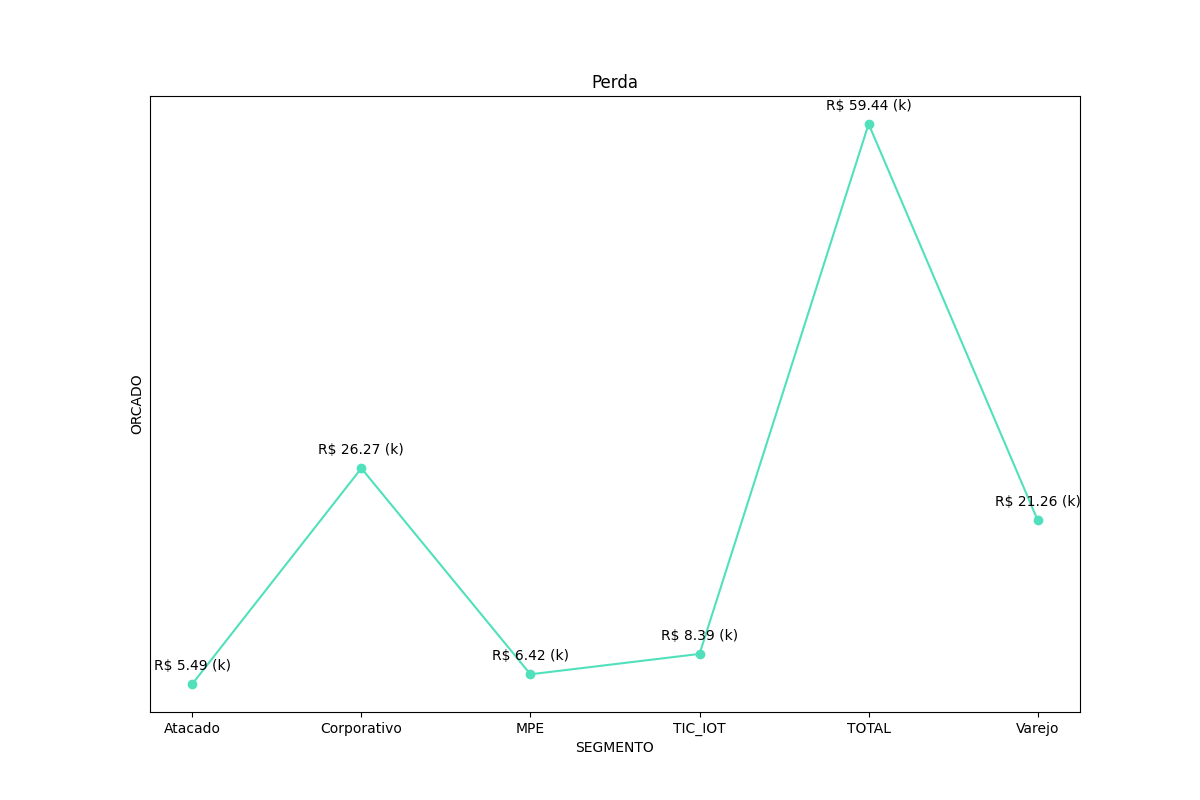 Perda
R$ 59.44 (k)
R$ 26.27 (k)
R$ 21.26 (k)
R$ 8.39 (k)
R$ 6.42 (k)
R$ 5.49 (k)
ORCADO
Atacado Corporativo MPE TIC_IOT TOTAL Varejo
SEGMENTO